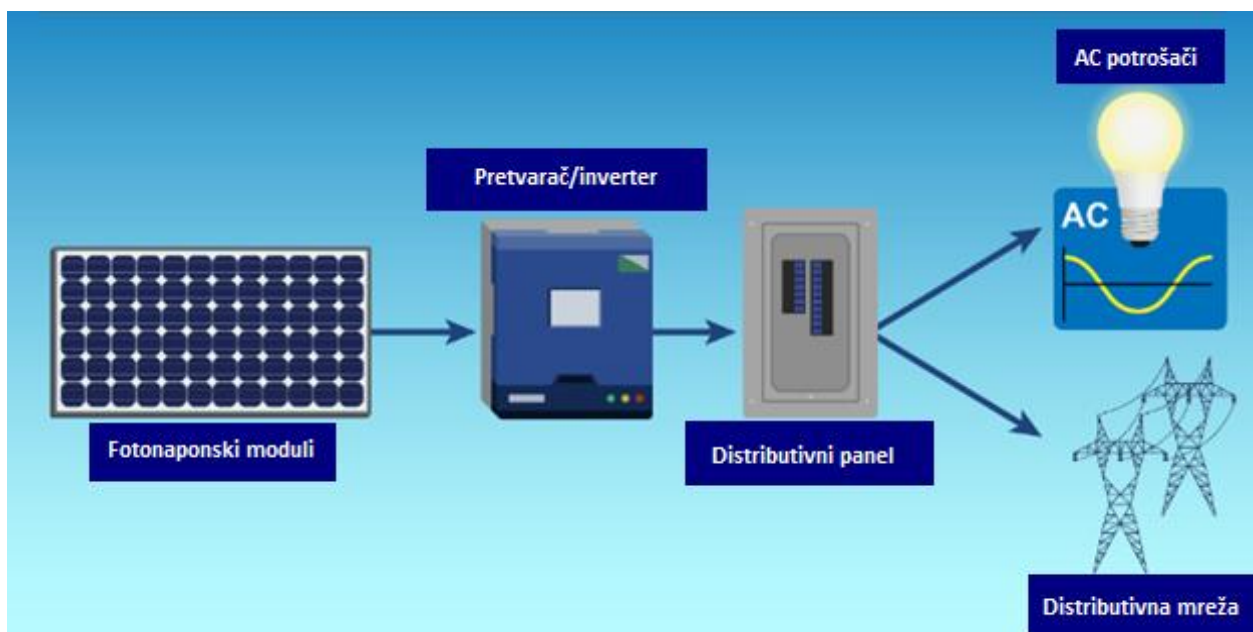 AC potrošači
Pretvarač/inverter
AC
Fotonaponski moduli
Distributivni panel
Distributivna mreža